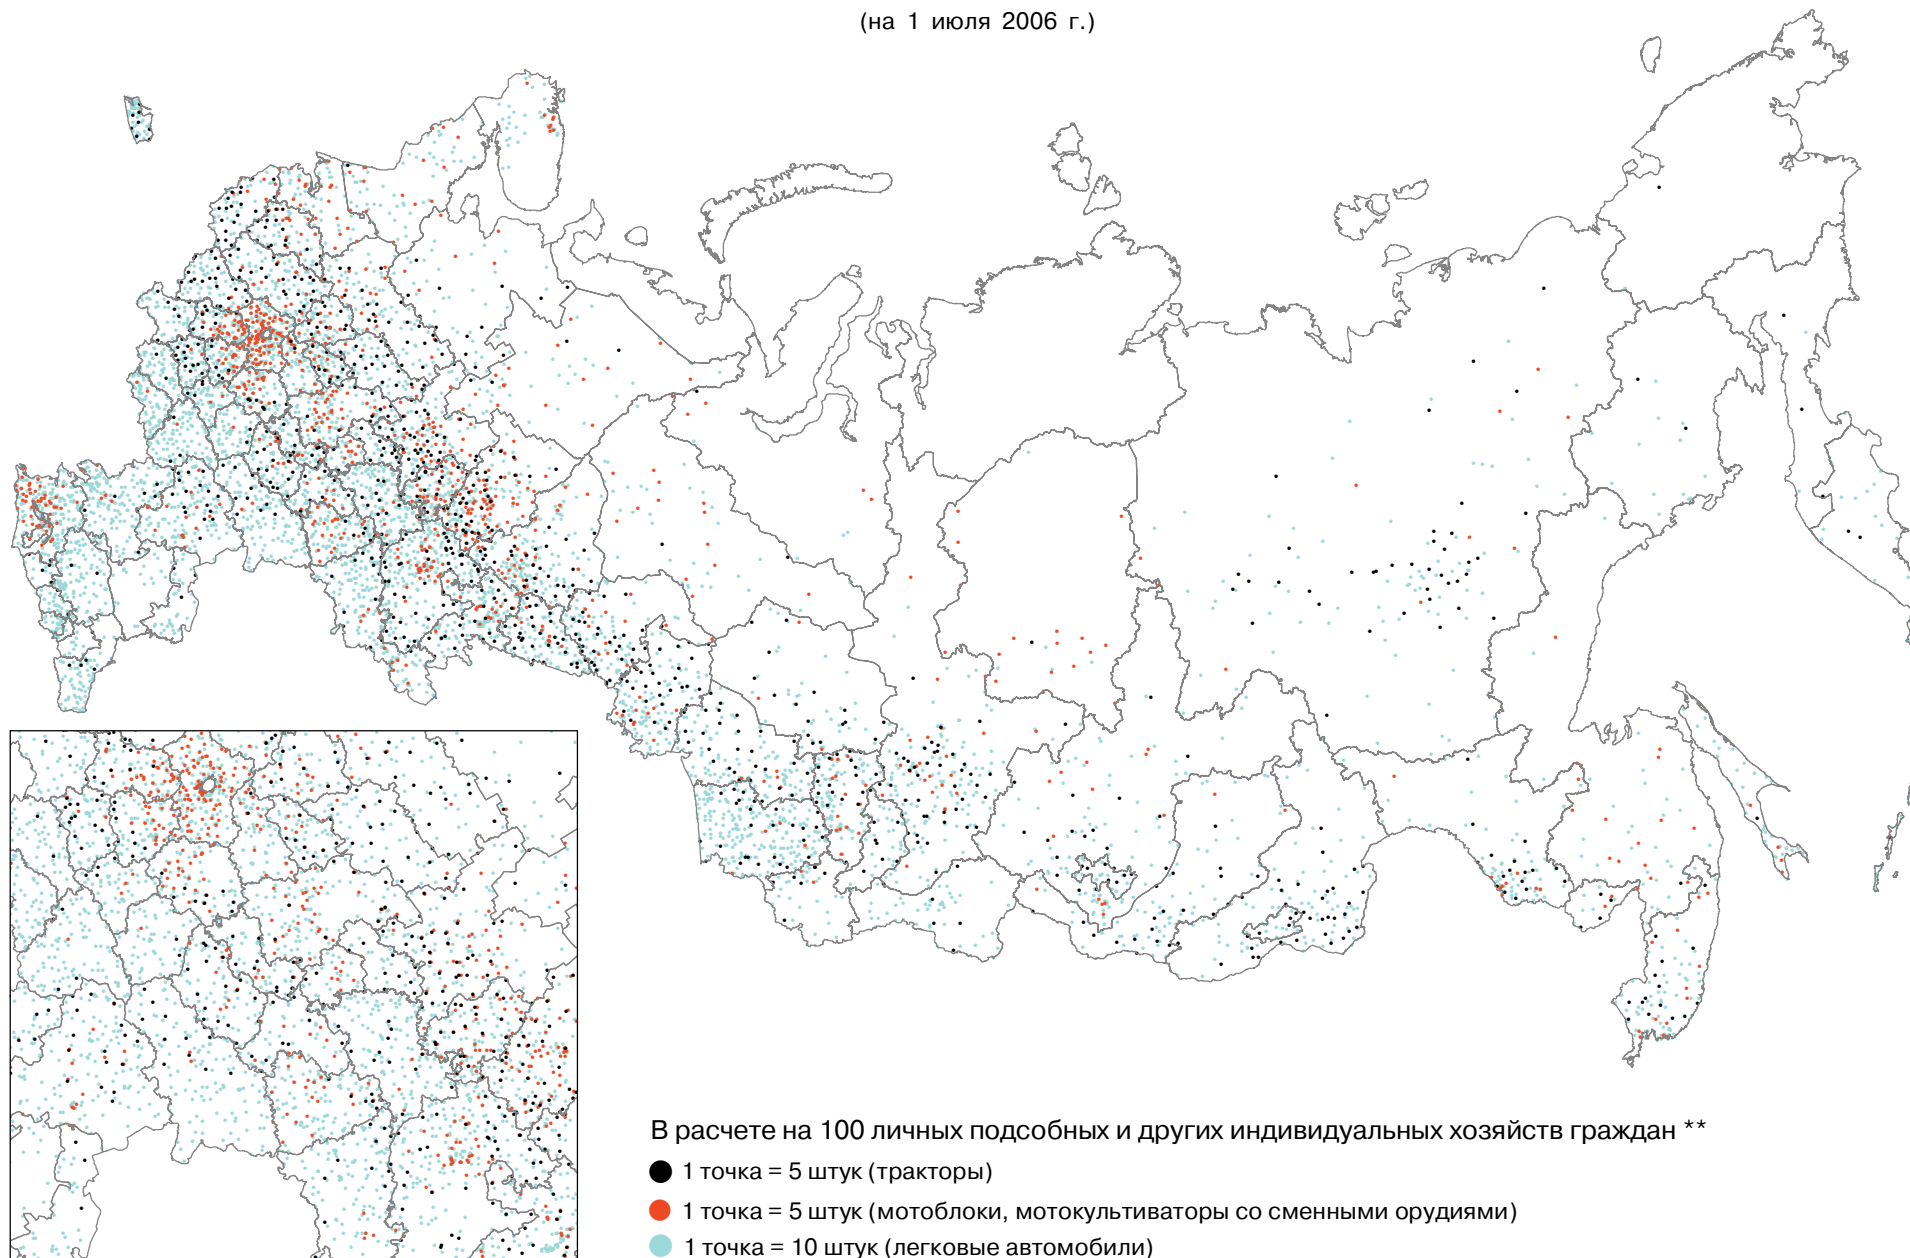 (на 1 июля 2006 г.)
В расчете на 100 личных подсобных и других индивидуальных хозяйств граждан **
1 точка = 5 штук (тракторы)
1 точка = 5 штук (мотоблоки, мотокультиваторы со сменными орудиями)
1 точка = 10 штук (легковые автомобили)